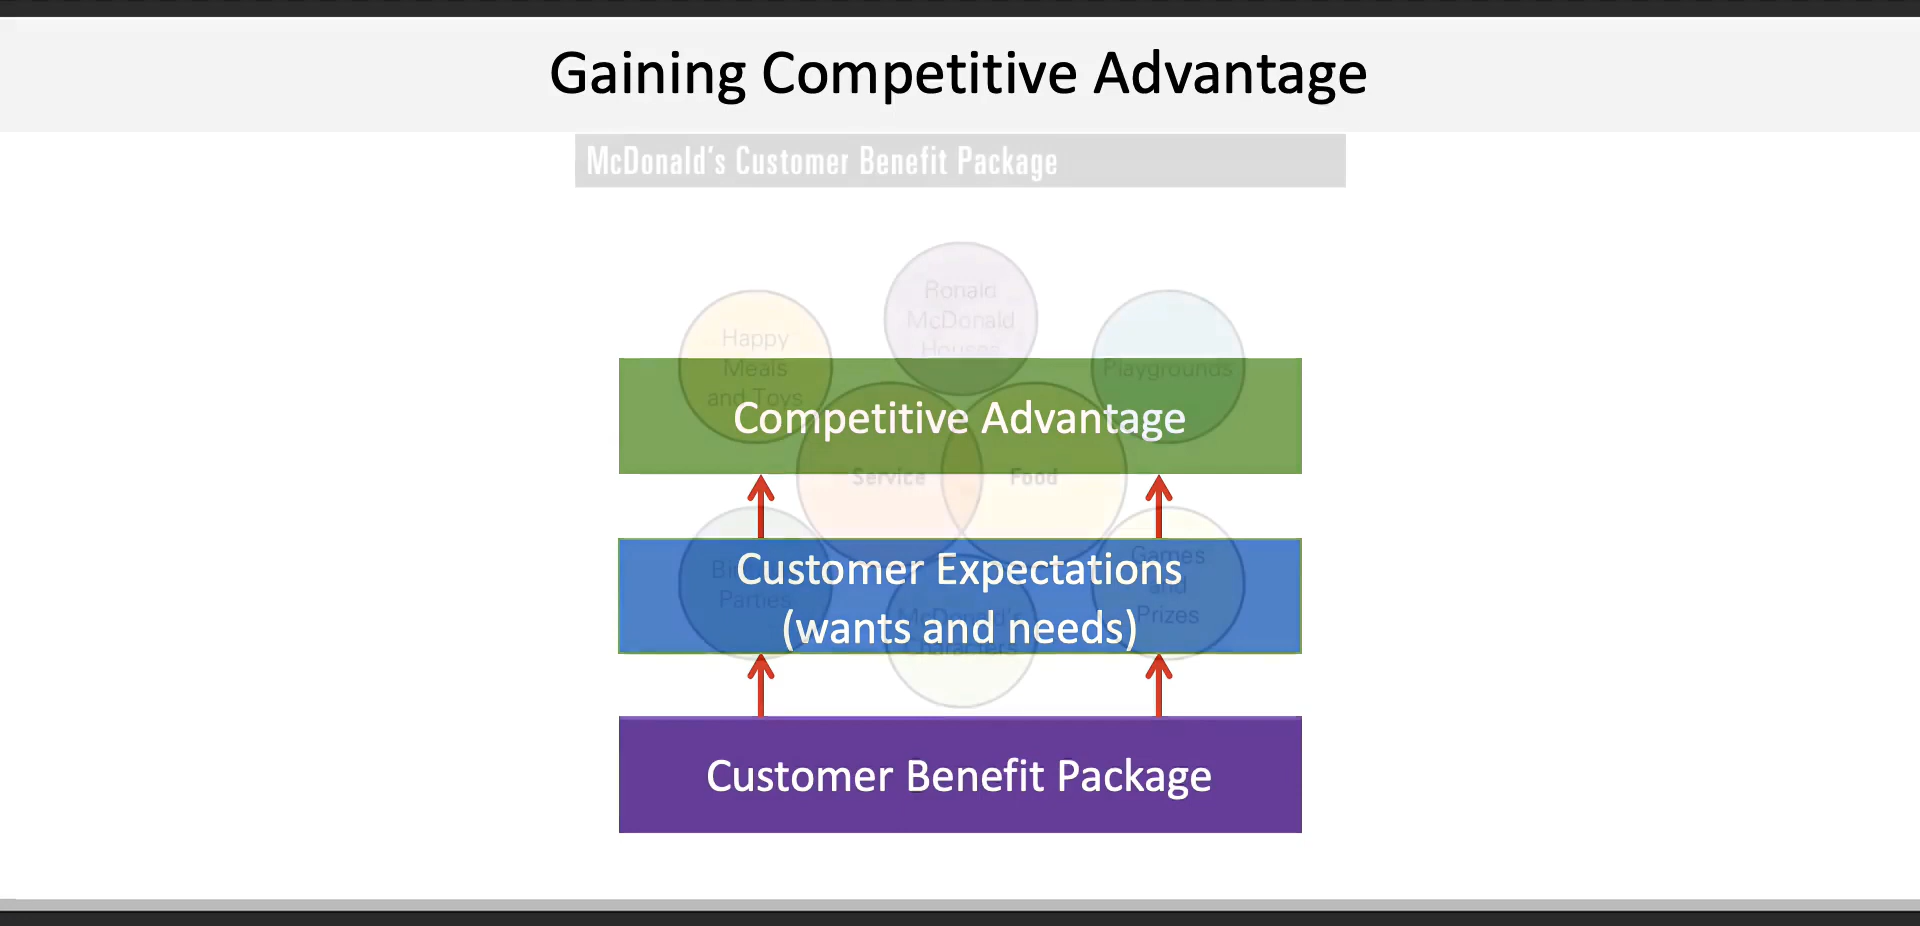 Gaining Competitive Advantage
McDonald's Customer Benefit Package
Ronald
McDonald
Houses
Happy
Meals
and Toys
Playgrounds
Competitive Advantage
Service
Food
Customer Expectations
(wants and needs)
Parties
Games
and
Prizes
McDonald's
Characters
Customer Benefit Package